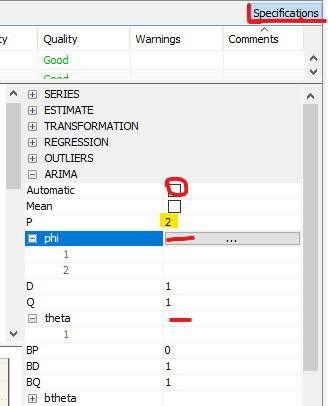 Specifications
ty Quality Warnings Comments
Good
Good
SERIES
ESTIMATE
TRANSFORMATION
REGRESSION
OUTLIERS
ARIMA
Automatic
Mean
P 2
phi ...
1
2
D 1
Q 1
theta
1
BP 0
BD 1
BQ 1
btheta